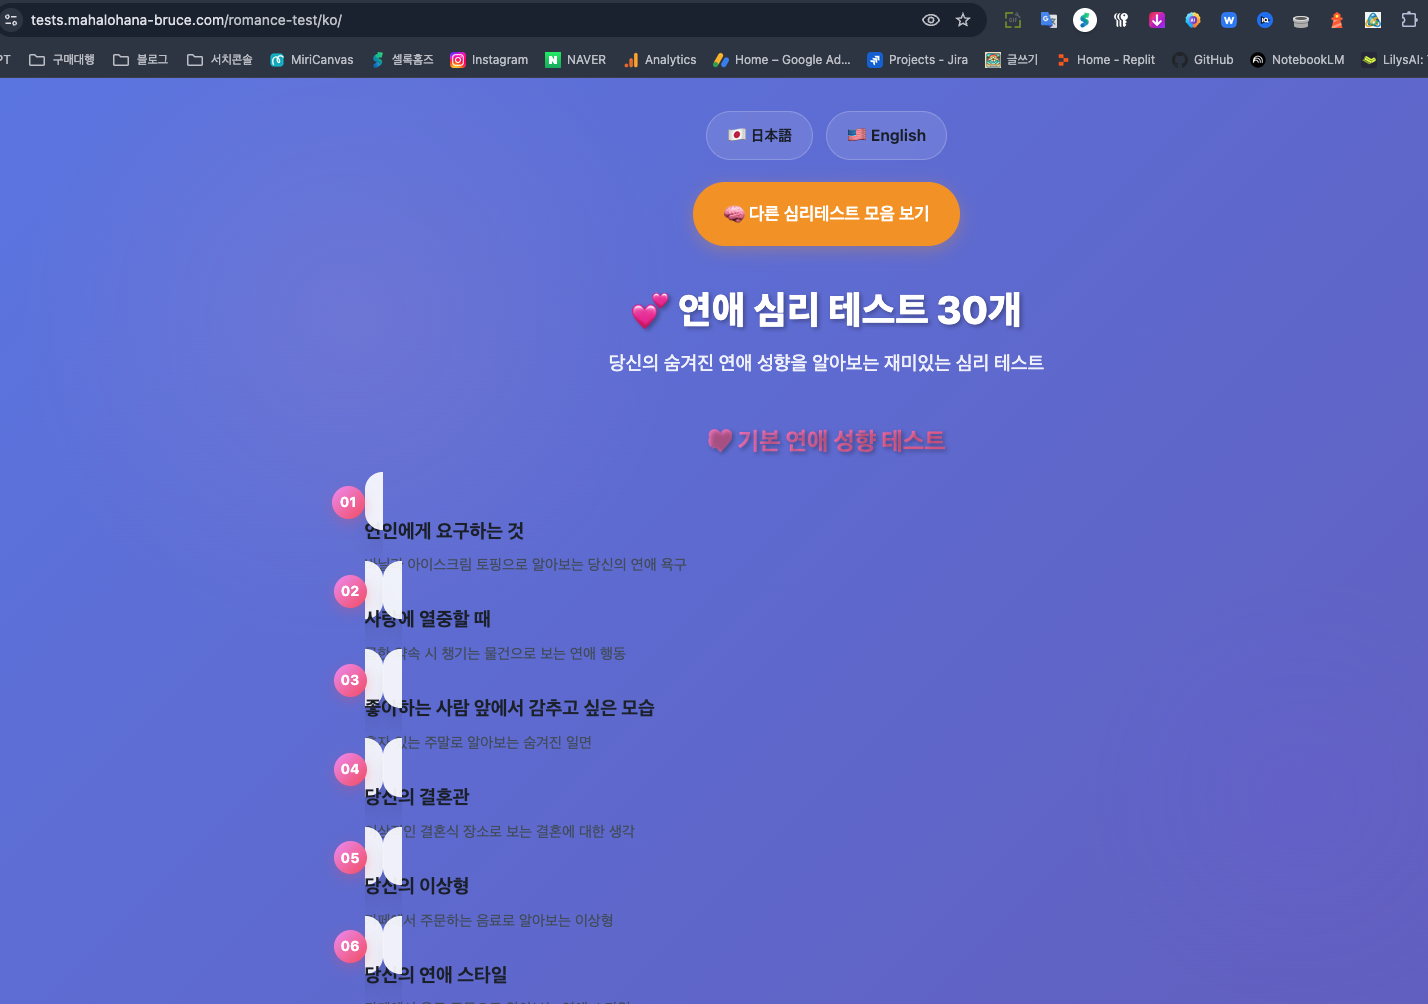 tests.mahalohana-bruce.com/romance-test/ko/
PT 구매대행 블로그 서치콘솔 MiriCanvas 셜록홈즈 Instagram NAVER Analytics Home – Google Ad... Projects - Jira 글쓰기 Home - Replit GitHub NotebookLM LilysAI:
日本語 English
다른 심리테스트 모음 보기
연애 심리 테스트 30개
당신의 숨겨진 연애 성향을 알아보는 재미있는 심리 테스트
기본 연애 성향 테스트
01
연인에게 요구하는 것
아이스크림 토핑으로 알아보는 당신의 연애 욕구
02
사랑에 열중할 때
약속 시 챙기는 물건으로 보는 연애 행동
03
좋아하는 사람 앞에서 감추고 싶은 모습
있는 주말로 알아보는 숨겨진 일면
04
당신의 결혼관
결혼식 장소로 보는 결혼에 대한 생각
05
당신의 이상형
주문하는 음료로 알아보는 이상형
06
당신의 연애 스타일